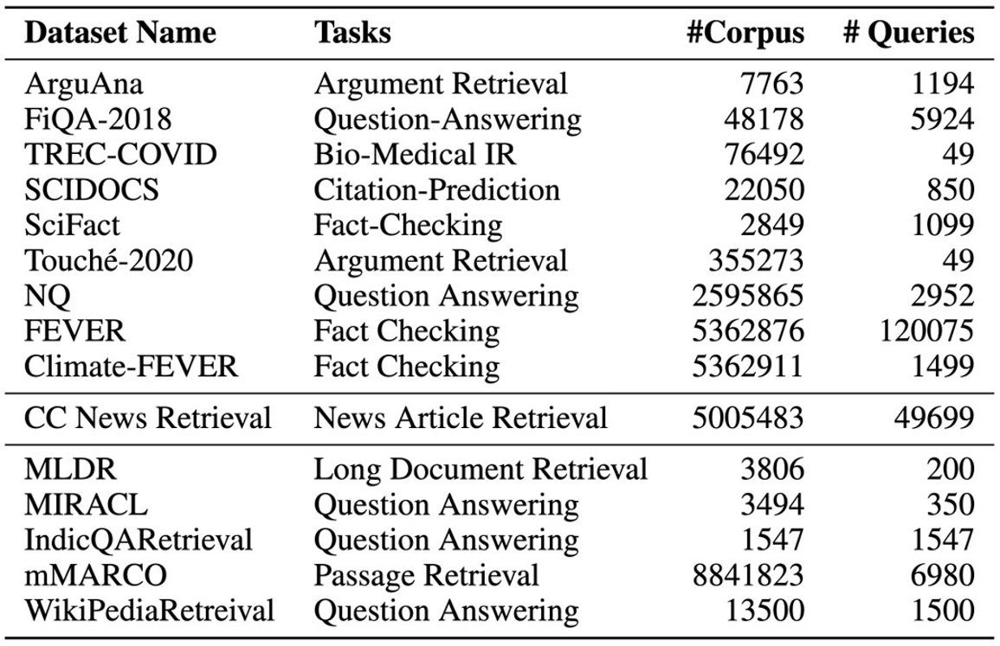 Dataset Name Tasks #Corpus # Queries
ArguAna Argument Retrieval 7763 1194
FiQA-2018 Question-Answering 48178 5924
TREC-COVID Bio-Medical IR 76492 49
SCIDOCS Citation-Prediction 22050 850
SciFact Fact-Checking 2849 1099
Touché-2020 Argument Retrieval 355273 49
NQ Question Answering 2595865 2952
FEVER Fact Checking 5362876 120075
Climate-FEVER Fact Checking 5362911 1499
CC News Retrieval News Article Retrieval 5005483 49699
MLDR Long Document Retrieval 3806 200
MIRACL Question Answering 3494 350
IndicQARetrieval Question Answering 1547 1547
mMARCO Passage Retrieval 8841823 6980
WikiPediaRetreival Question Answering 13500 1500